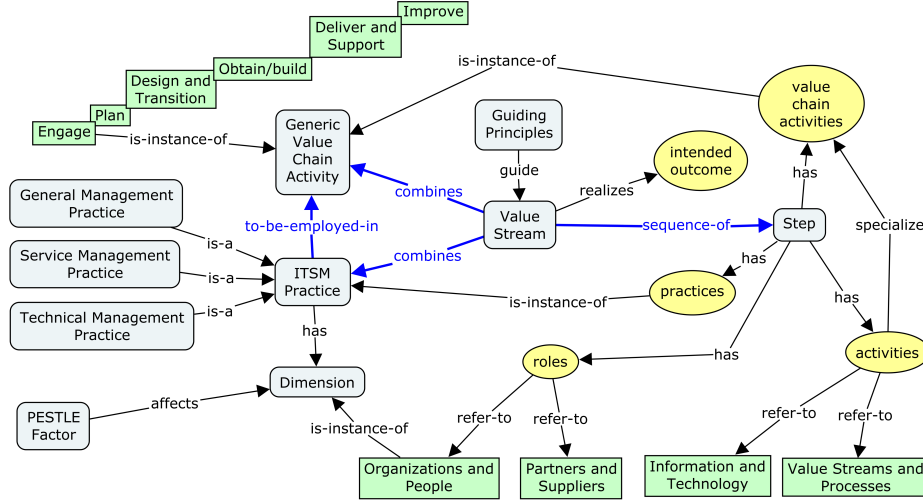 Improve
Deliver and
Support
Obtain/build
Design and
Transition
Plan
Engage
is-instance-of
is-instance-of
Generic
Value
Chain
Activity
Guiding
Principles
guide
value
chain
activities
intended
outcome
realizes
has
combines
General Management
Practice
Value
Stream
sequence-of
Step
specialize
to-be-employed-in
is-a
combines
Service Management
Practice
is-a
ITSM
Practice
has
practices
is-instance-of
has
Technical Management
Practice
is-a
has
has
activities
roles
Dimension
PESTLE
Factor
affects
is-instance-of
refer-to
refer-to
refer-to
refer-to
Organizations and
People
Partners and
Suppliers
Information and
Technology
Value Streams and
Processes